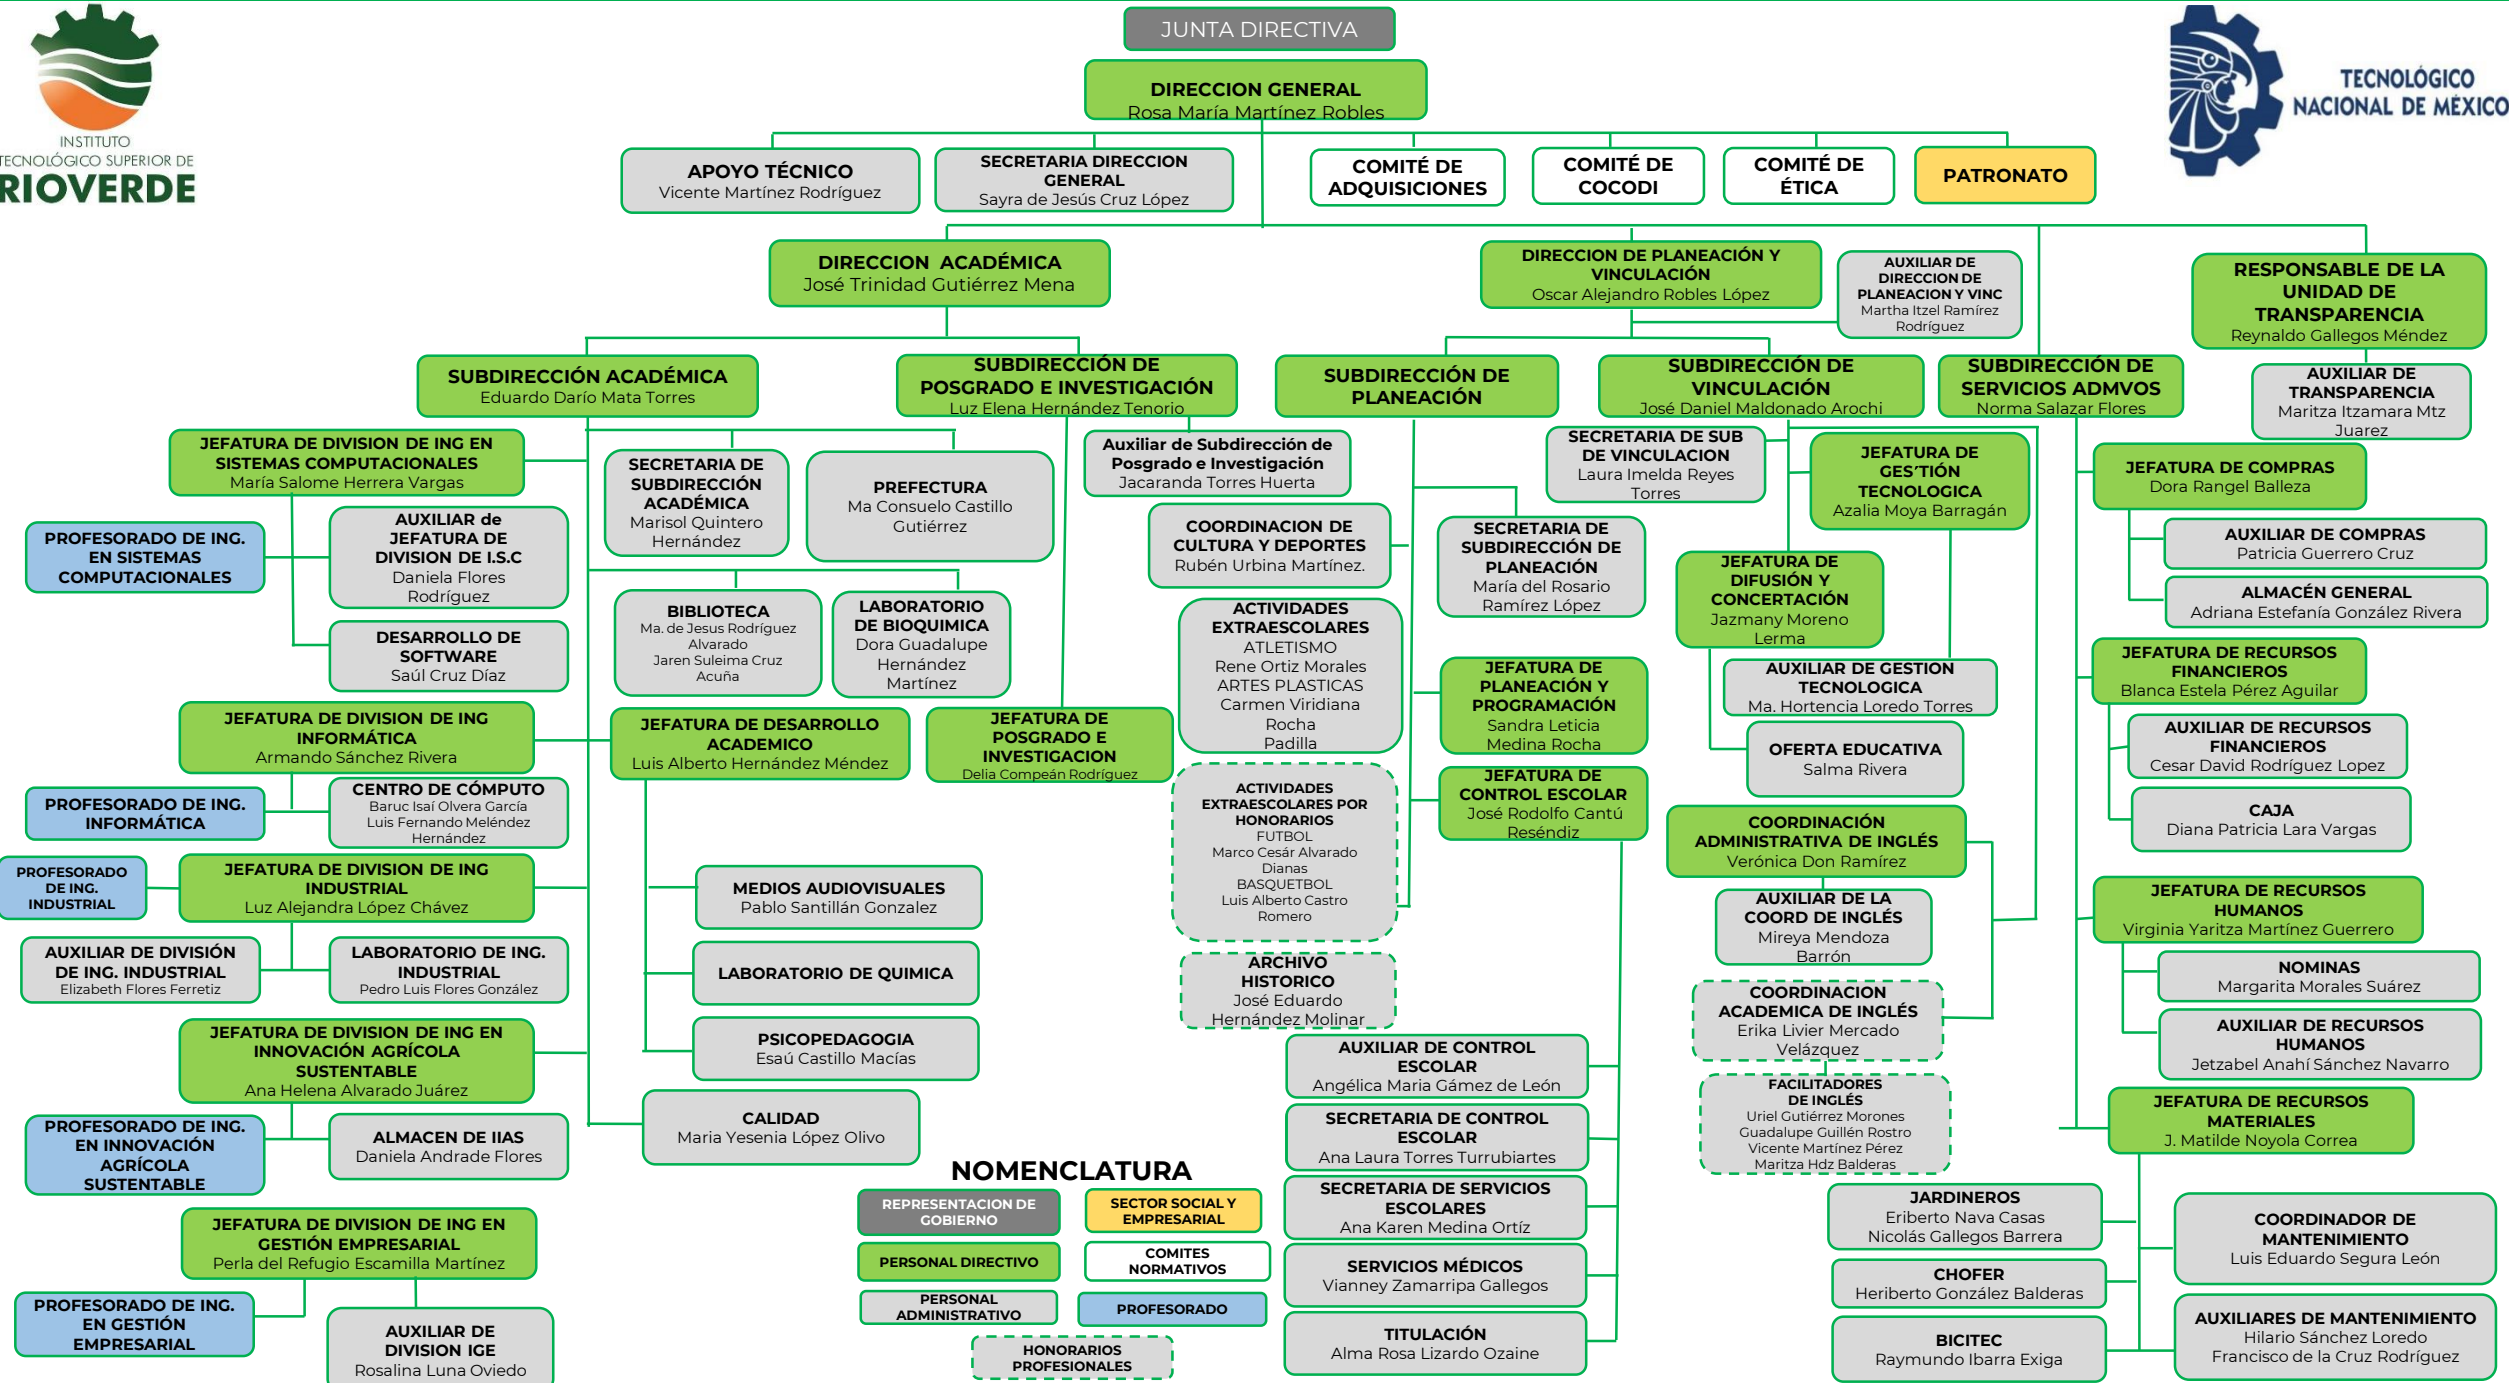 JUNTA DIRECTIVA
INSTITUTO
TECNOLÓGICO SUPERIOR DE
RIOVERDE
TECNOLÓGICO
NACIONAL DE MÉXICO
DIRECCION GENERAL
Rosa María Martínez Robles
APOYO TÉCNICO
Vicente Martínez Rodríguez
SECRETARIA DIRECCION
GENERAL
Sayra de Jesús Cruz López
COMITÉ DE
ADQUISICIONES
COMITÉ DE
COCODI
COMITÉ DE
ÉTICA
PATRONATO
DIRECCION ACADÉMICA
José Trinidad Gutiérrez Mena
DIRECCION DE PLANEACIÓN Y
VINCULACIÓN
Oscar Alejandro Robles López
AUXILIAR DE
DIRECCION DE
PLANEACION Y VINC
Martha Itzel Ramírez
Rodríguez
RESPONSABLE DE LA
UNIDAD DE
TRANSPARENCIA
Reynaldo Gallegos Méndez
AUXILIAR DE
TRANSPARENCIA
Maritza Itzamara Mtz
Juarez
SUBDIRECCIÓN ACADÉMICA
Eduardo Darío Mata Torres
SUBDIRECCIÓN DE
POSGRADO E INVESTIGACIÓN
Luz Elena Hernández Tenorio
SUBDIRECCIÓN DE
PLANEACIÓN
SUBDIRECCIÓN DE
VINCULACIÓN
José Daniel Maldonado Arochi
SUBDIRECCIÓN DE
SERVICIOS ADMVOS
Norma Salazar Flores
JEFATURA DE DIVISION DE ING EN
SISTEMAS COMPUTACIONALES
María Salome Herrera Vargas
PROFESORADO DE ING.
EN SISTEMAS
COMPUTACIONALES
AUXILIAR de
JEFATURA DE
DIVISION DE I.S.C
Daniela Flores
Rodríguez
DESARROLLO DE
SOFTWARE
Saúl Cruz Díaz
JEFATURA DE DIVISION DE ING
INFORMÁTICA
Armando Sánchez Rivera
PROFESORADO DE ING.
INFORMÁTICA
CENTRO DE CÓMPUTO
Baruc Isaí Olvera García
Luis Fernando Meléndez
Hernández
PROFESORADO
DE ING.
INDUSTRIAL
JEFATURA DE DIVISION DE ING
INDUSTRIAL
Luz Alejandra López Chávez
AUXILIAR DE DIVISIÓN
DE ING. INDUSTRIAL
Elizabeth Flores Ferretiz
LABORATORIO DE ING.
INDUSTRIAL
Pedro Luis Flores González
JEFATURA DE DIVISION DE ING EN
INNOVACIÓN AGRÍCOLA
SUSTENTABLE
Ana Helena Alvarado Juárez
PROFESORADO DE ING.
EN INNOVACIÓN
AGRÍCOLA
SUSTENTABLE
ALMACEN DE IIAS
Daniela Andrade Flores
JEFATURA DE DIVISION DE ING EN
GESTIÓN EMPRESARIAL
Perla del Refugio Escamilla Martínez
PROFESORADO DE ING.
EN GESTIÓN
EMPRESARIAL
AUXILIAR DE
DIVISION IGE
Rosalina Luna Oviedo
SECRETARIA DE
SUBDIRECCIÓN
ACADÉMICA
Marisol Quintero
Hernández
PREFECTURA
Ma Consuelo Castillo
Gutiérrez
BIBLIOTECA
Ma. de Jesus Rodríguez
Alvarado
Jaren Suleima Cruz
Acuña
LABORATORIO
DE BIOQUIMICA
Dora Guadalupe
Hernández
Martínez
JEFATURA DE DESARROLLO
ACADEMICO
Luis Alberto Hernández Méndez
MEDIOS AUDIOVISUALES
Pablo Santillán Gonzalez
LABORATORIO DE QUIMICA
PSICOPEDAGOGIA
Esaú Castillo Macías
CALIDAD
Maria Yesenia López Olivo
Auxiliar de Subdirección de
Posgrado e Investigación
Jacaranda Torres Huerta
JEFATURA DE
POSGRADO E
INVESTIGACION
Delia Compeán Rodríguez
COORDINACION DE
CULTURA Y DEPORTES
Rubén Urbina Martínez.
SECRETARIA DE
SUBDIRECCIÓN DE
PLANEACIÓN
María del Rosario
Ramírez López
ACTIVIDADES
EXTRAESCOLARES
ATLETISMO
Rene Ortiz Morales
ARTES PLASTICAS
Carmen Viridiana
Rocha
Padilla
JEFATURA DE
PLANEACIÓN Y
PROGRAMACIÓN
Sandra Leticia
Medina Rocha
ACTIVIDADES
EXTRAESCOLARES POR
HONORARIOS
FUTBOL
Marco Cesár Alvarado
Dianas
BASQUETBOL
Luis Alberto Castro
Romero
JEFATURA DE
CONTROL ESCOLAR
José Rodolfo Cantú
Reséndiz
ARCHIVO
HISTORICO
José Eduardo
Hernández Molinar
AUXILIAR DE CONTROL
ESCOLAR
Angélica Maria Gámez de León
SECRETARIA DE CONTROL
ESCOLAR
Ana Laura Torres Turrubiartes
SECRETARIA DE SERVICIOS
ESCOLARES
Ana Karen Medina Ortíz
SERVICIOS MÉDICOS
Vianney Zamarripa Gallegos
TITULACIÓN
Alma Rosa Lizardo Ozaine
SECRETARIA DE SUB
DE VINCULACION
Laura Imelda Reyes
Torres
JEFATURA DE
GES´TIÓN
TECNOLOGICA
Azalia Moya Barragán
JEFATURA DE
DIFUSIÓN Y
CONCERTACIÓN
Jazmany Moreno
Lerma
AUXILIAR DE GESTION
TECNOLOGICA
Ma. Hortencia Loredo Torres
OFERTA EDUCATIVA
Salma Rivera
COORDINACIÓN
ADMINISTRATIVA DE INGLÉS
Verónica Don Ramírez
AUXILIAR DE LA
COORD DE INGLÉS
Mireya Mendoza
Barrón
COORDINACION
ACADEMICA DE INGLÉS
Erika Livier Mercado
Velázquez
FACILITADORES
DE INGLÉS
Uriel Gutiérrez Morones
Guadalupe Guillén Rostro
Vicente Martínez Pérez
Maritza Hdz Balderas
JEFATURA DE COMPRAS
Dora Rangel Balleza
AUXILIAR DE COMPRAS
Patricia Guerrero Cruz
ALMACÉN GENERAL
Adriana Estefanía González Rivera
JEFATURA DE RECURSOS
FINANCIEROS
Blanca Estela Pérez Aguilar
AUXILIAR DE RECURSOS
FINANCIEROS
Cesar David Rodríguez Lopez
CAJA
Diana Patricia Lara Vargas
JEFATURA DE RECURSOS
HUMANOS
Virginia Yaritza Martínez Guerrero
NOMINAS
Margarita Morales Suárez
AUXILIAR DE RECURSOS
HUMANOS
Jetzabel Anahí Sánchez Navarro
JEFATURA DE RECURSOS
MATERIALES
J. Matilde Noyola Correa
JARDINEROS
Eriberto Nava Casas
Nicolás Gallegos Barrera
COORDINADOR DE
MANTENIMIENTO
Luis Eduardo Segura León
CHOFER
Heriberto González Balderas
BICITEC
Raymundo Ibarra Exiga
AUXILIARES DE MANTENIMIENTO
Hilario Sánchez Loredo
Francisco de la Cruz Rodríguez
NOMENCLATURA
REPRESENTACION DE
GOBIERNO
SECTOR SOCIAL Y
EMPRESARIAL
PERSONAL DIRECTIVO
COMITES
NORMATIVOS
PERSONAL
ADMINISTRATIVO
PROFESORADO
HONORARIOS
PROFESIONALES